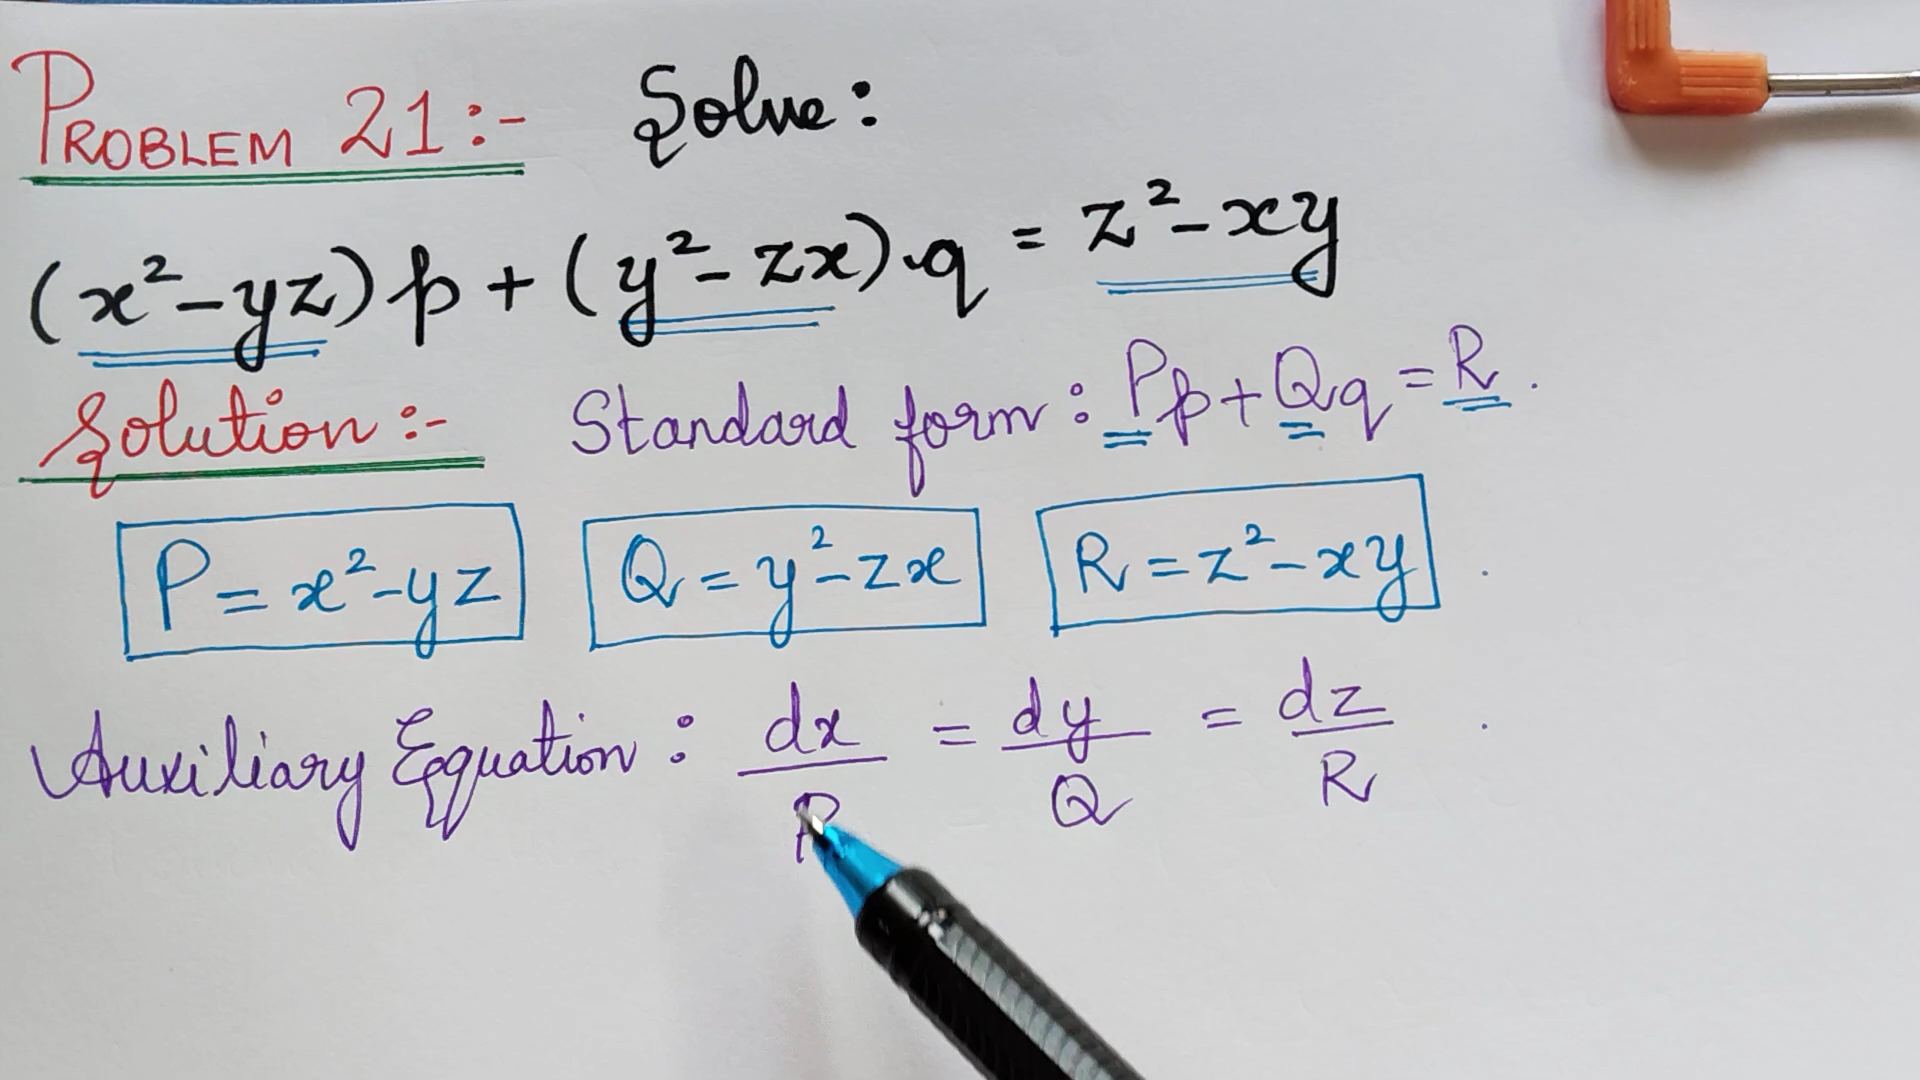 PROBLEM 21:- Solve:
(x²-yz)p+(y²-zx).q = z²-xy
Solution:- Standard form: Pp+Qq=R.
P=x²-yz Q=y²-zx R=z²-xy.
Auxiliary Equation: dx/P = dy/Q = dz/R.